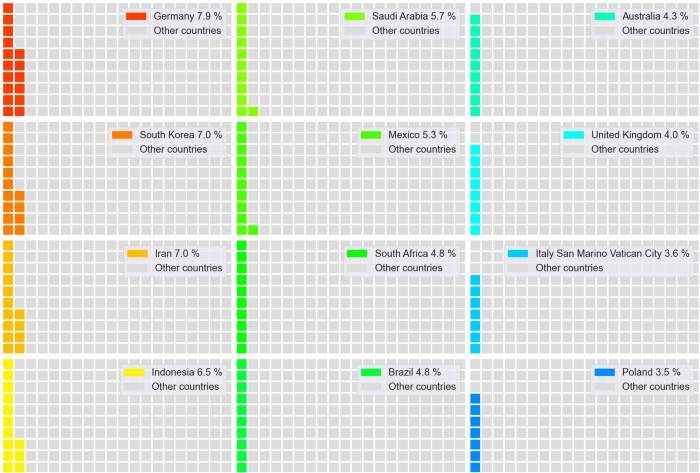 Germany 7.9 %
Other countries
Saudi Arabia 5.7 %
Other countries
Australia 4.3 %
Other countries
South Korea 7.0 %
Other countries
Mexico 5.3 %
Other countries
United Kingdom 4.0 %
Other countries
Iran 7.0 %
Other countries
South Africa 4.8 %
Other countries
Italy San Marino Vatican City 3.6 %
Other countries
Indonesia 6.5 %
Other countries
Brazil 4.8 %
Other countries
Poland 3.5 %
Other countries